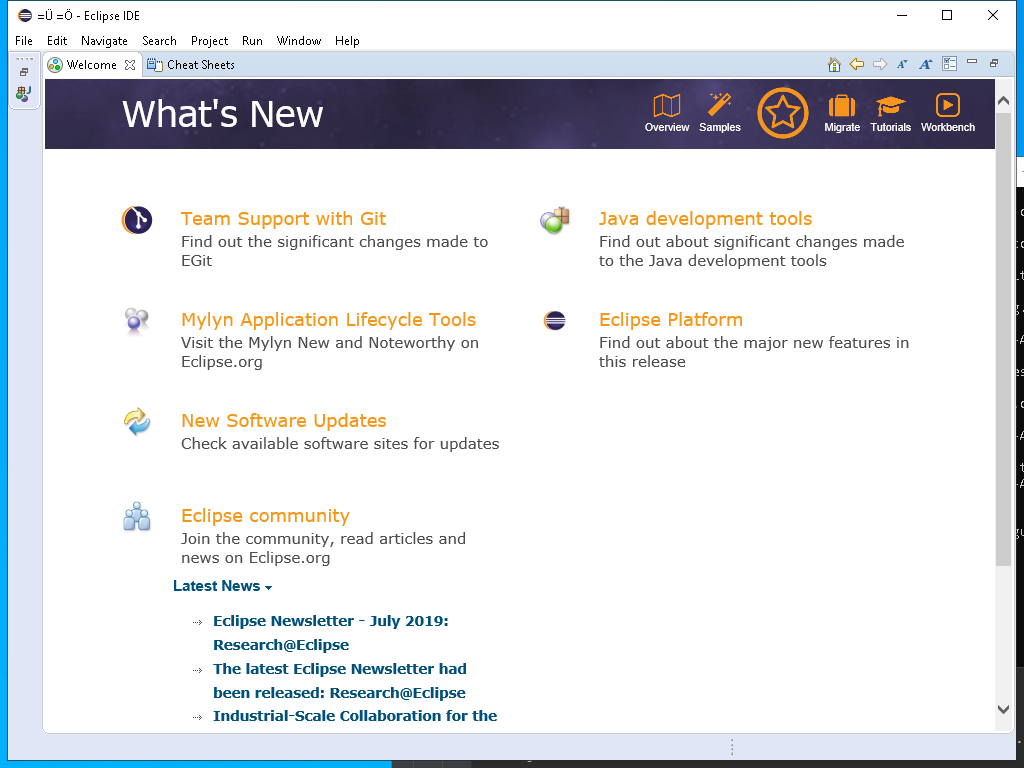 =Ü =Ö - Eclipse IDE
File Edit Navigate Search Project Run Window Help
Welcome Cheat Sheets
What's New
Overview Samples Migrate Tutorials Workbench
Team Support with Git
Find out the significant changes made to
EGit
Java development tools
Find out about significant changes made
to the Java development tools
Mylyn Application Lifecycle Tools
Visit the Mylyn New and Noteworthy on
Eclipse.org
Eclipse Platform
Find out about the major new features in
this release
New Software Updates
Check available software sites for updates
Eclipse community
Join the community, read articles and
news on Eclipse.org
Latest News
Eclipse Newsletter - July 2019:
Research@Eclipse
The latest Eclipse Newsletter had
been released: Research@Eclipse
Industrial-Scale Collaboration for the